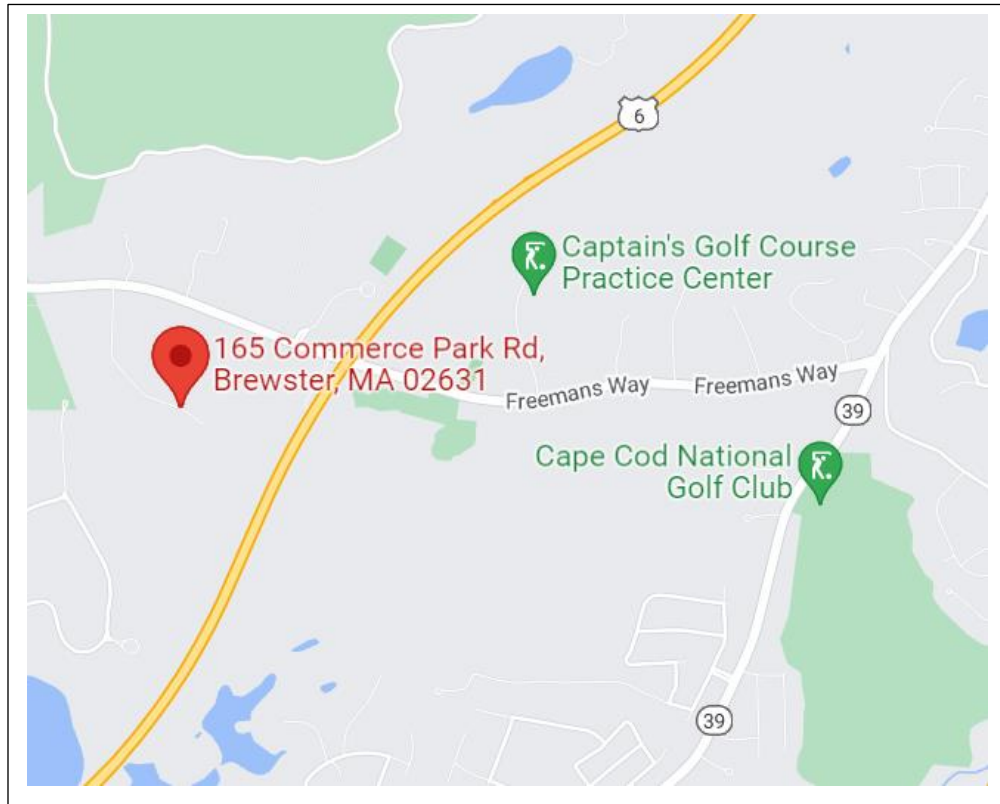 6
Captain's Golf Course
Practice Center
165 Commerce Park Rd,
Brewster, MA 02631
Freemans Way
Freemans Way
39
Cape Cod National
Golf Club
39